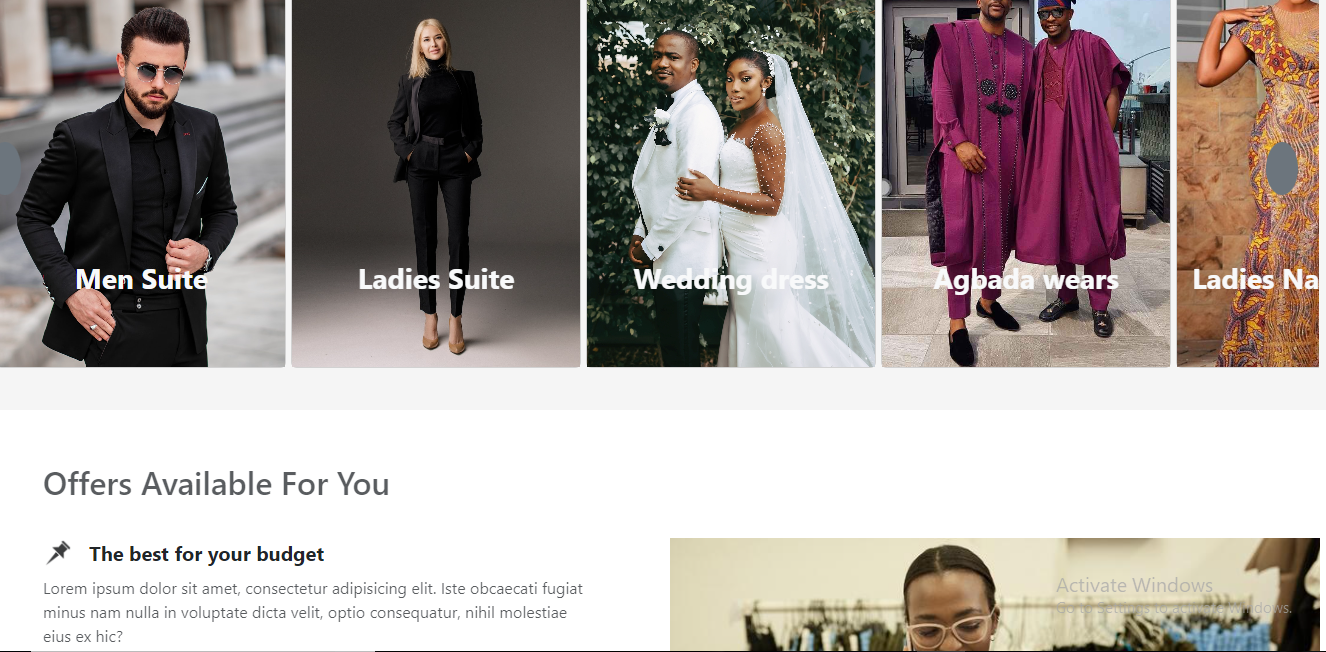 Men Suite
Ladies Suite
Wedding dress
Agbada wears
Ladies Na
Offers Available For You
The best for your budget
Lorem ipsum dolor sit amet, consectetur adipisicing elit. Iste obcaecati fugiat
minus nam nulla in voluptate dicta velit, optio consequatur, nihil molestiae
eius ex hic?
Activate Windows
Go to Settings to activate Windows.